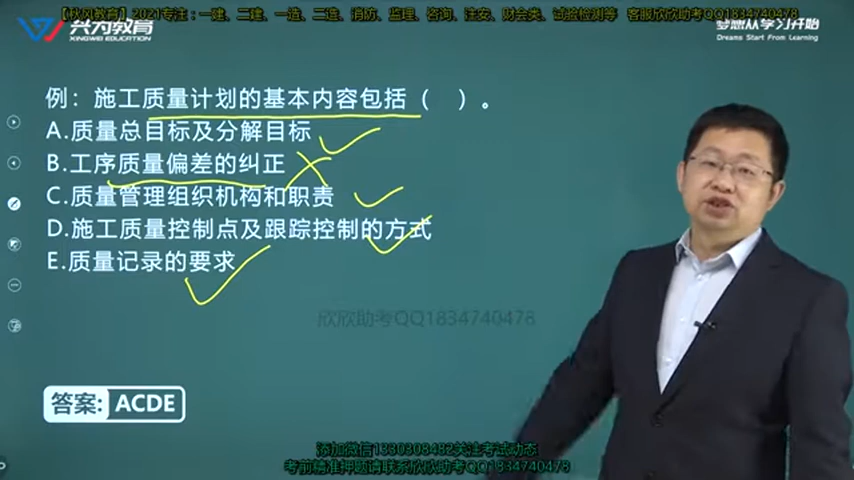 【秋风教育】2021专注：一建、二建、一造、二造、消防、监理、咨询、注安、财会类、试验检测等 客服欣欣助考QQ1834740478
兴为教育
XINGWEI EDUCATION
梦想从学习开始
Dreams Start From Learning
例：施工质量计划的基本内容包括（ ）。
A.质量总目标及分解目标
B.工序质量偏差的纠正
C.质量管理组织机构和职责
D.施工质量控制点及跟踪控制的方式
E.质量记录的要求
欣欣助考QQ1834740478
答案: ACDE
添加微信1330308482关注考试动态
考前精准押题请联系欣欣助考QQ1834740478